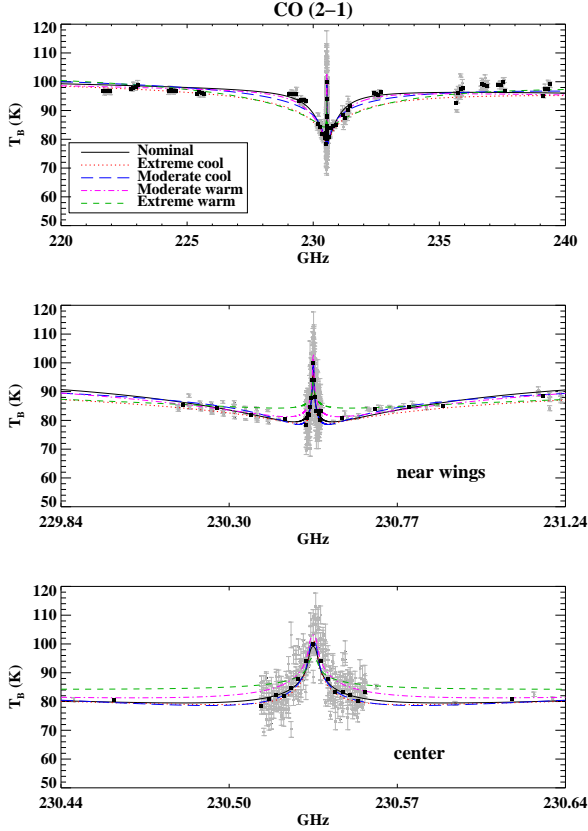 CO (2−1)
120
110
100
90
80
70
60
50
T_B (K)
Nominal
Extreme cool
Moderate cool
Moderate warm
Extreme warm
220 225 230 235 240
GHz
120
110
100
90
80
70
60
50
T_B (K)
near wings
229.84 230.30 230.77 231.24
GHz
120
110
100
90
80
70
60
50
T_B (K)
center
230.44 230.50 230.57 230.64
GHz